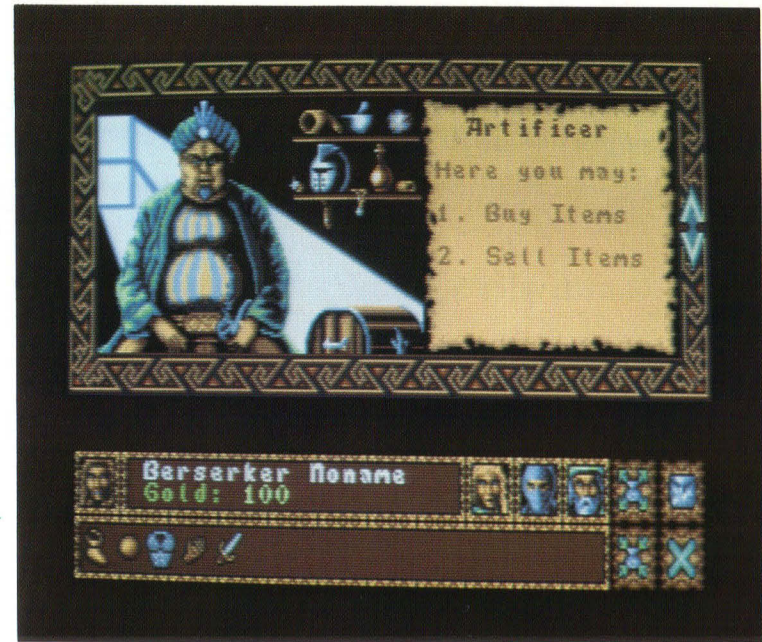 Artificer
Here you may:
1. Buy Items
2. Sell Items
Berserker Noname
Gold: 100